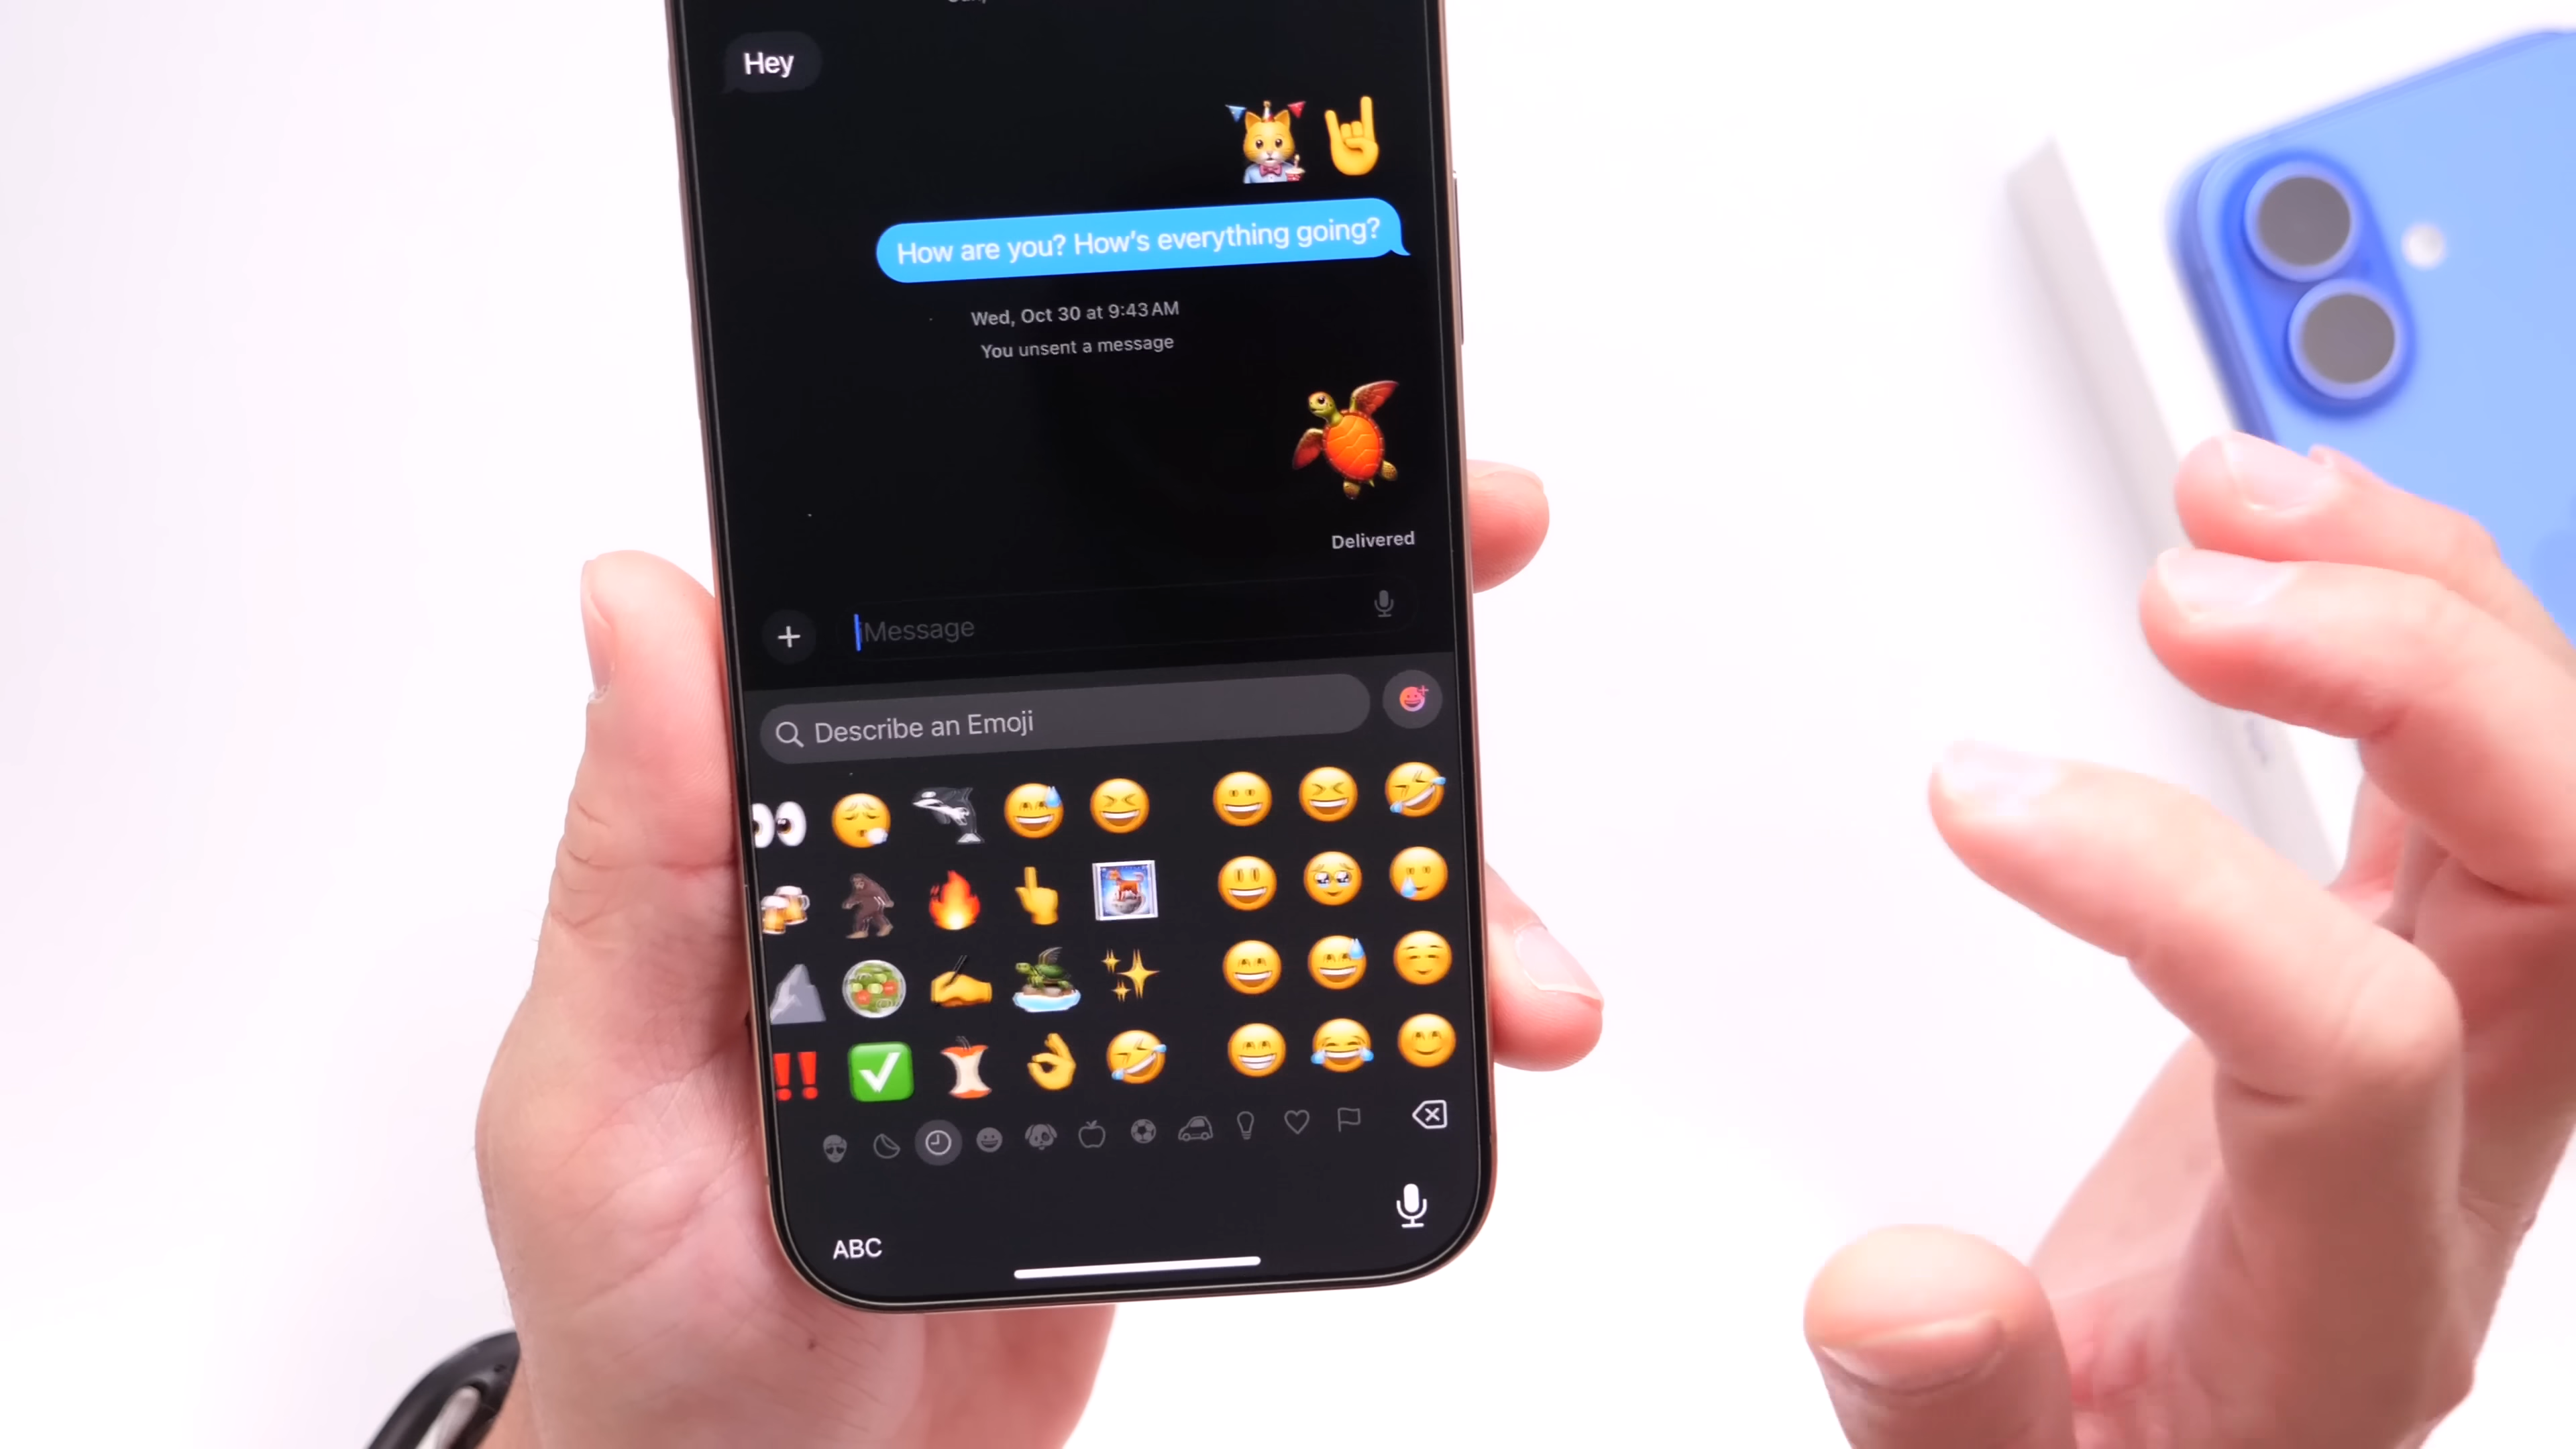 Hey
How are you? How's everything going?
Wed, Oct 30 at 9:43 AM
You unsent a message
Delivered
iMessage
Describe an Emoji
ABC